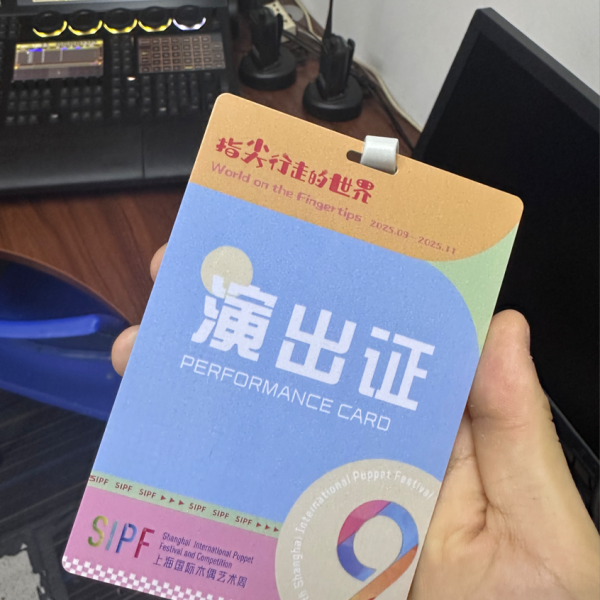 指尖行走的世界
World on the Fingertips 2025.09—2025.11
演出证
PERFORMANCE CARD
SIPF SIPF SIPF ▶▶▶▶ SIPF SIPF SIPF ▶▶▶▶
SIPF
Shanghai International Puppet
Festival and Competition
上海国际木偶艺术周
Shanghai International Puppet Festival